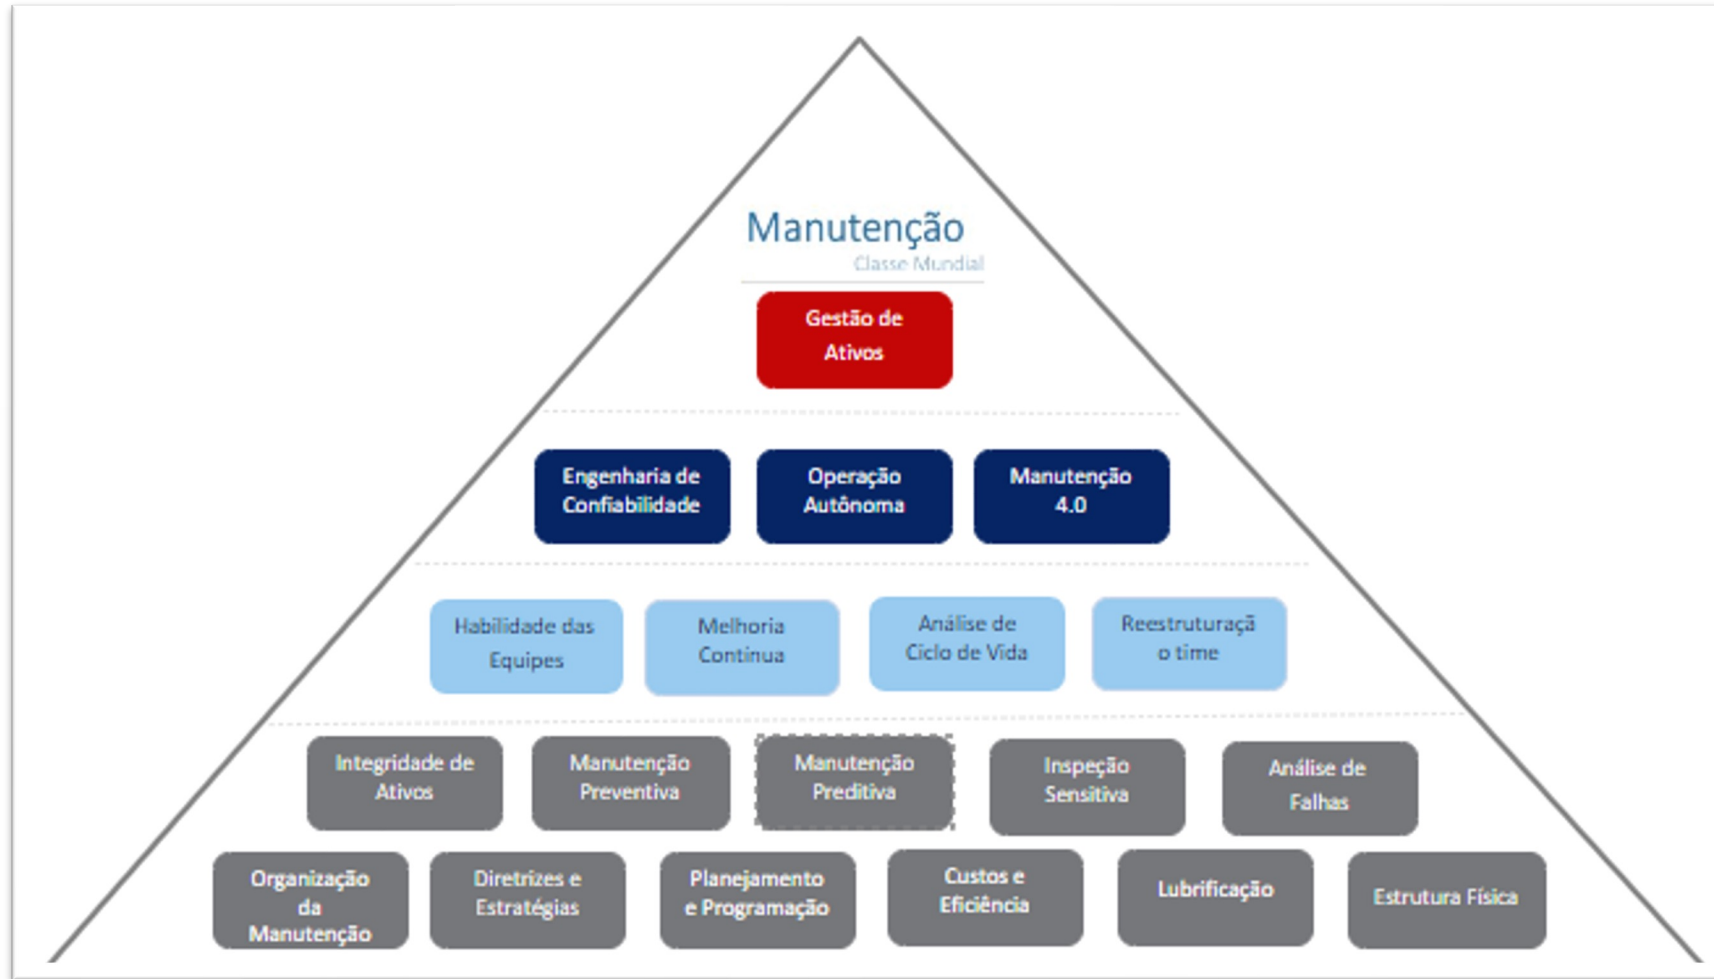 Manutenção
Classe Mundial
Gestão de
Ativos
Engenharia de
Confiabilidade
Operação
Autônoma
Manutenção
4.0
Habilidade das
Equipes
Melhoria
Contínua
Análise de
Ciclo de Vida
Reestruturaçã
o time
Integridade de
Ativos
Manutenção
Preventiva
Manutenção
Preditiva
Inspeção
Sensitiva
Análise de
Falhas
Organização
da
Manutenção
Diretrizes e
Estratégias
Planejamento
e Programação
Custos e
Eficiência
Lubrificação
Estrutura Física